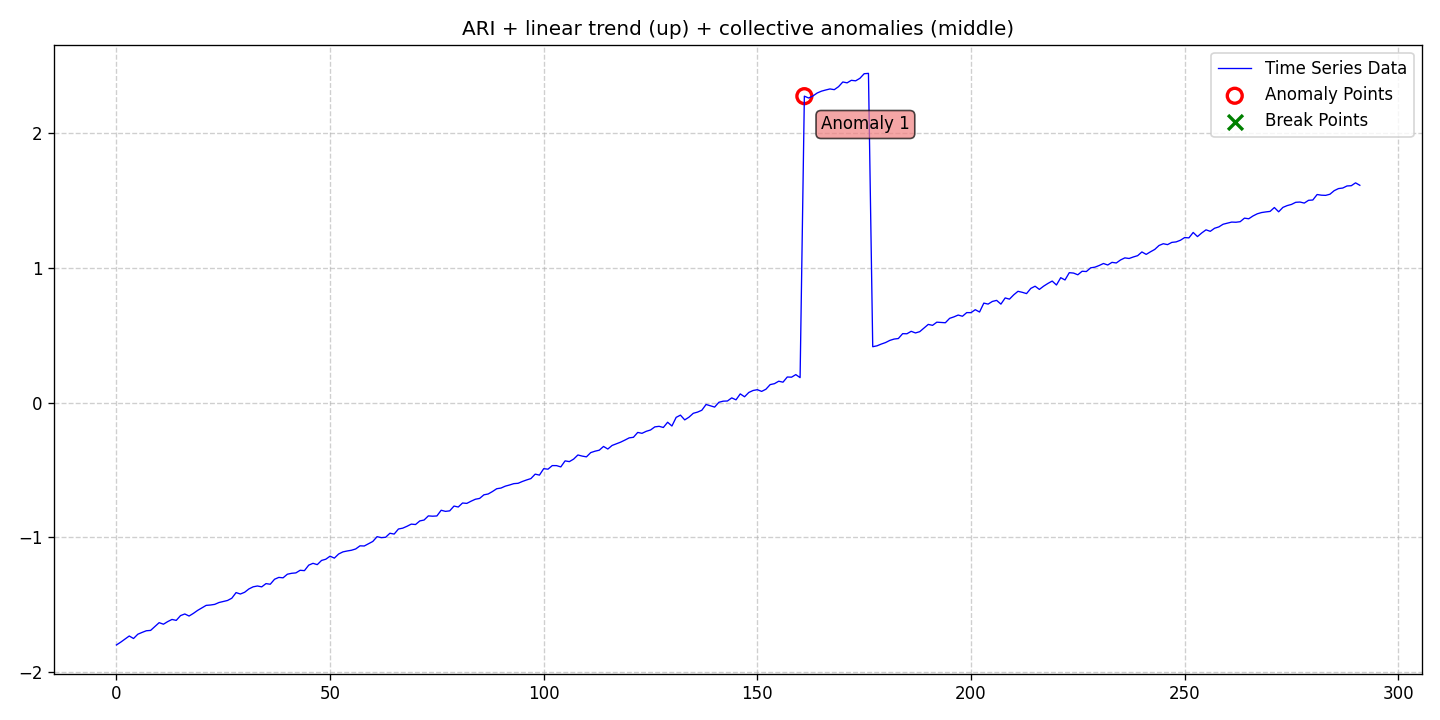 ARI + linear trend (up) + collective anomalies (middle)
Time Series Data
Anomaly Points
Break Points
Anomaly 1
2
1
0
−1
−2
0 50 100 150 200 250 300